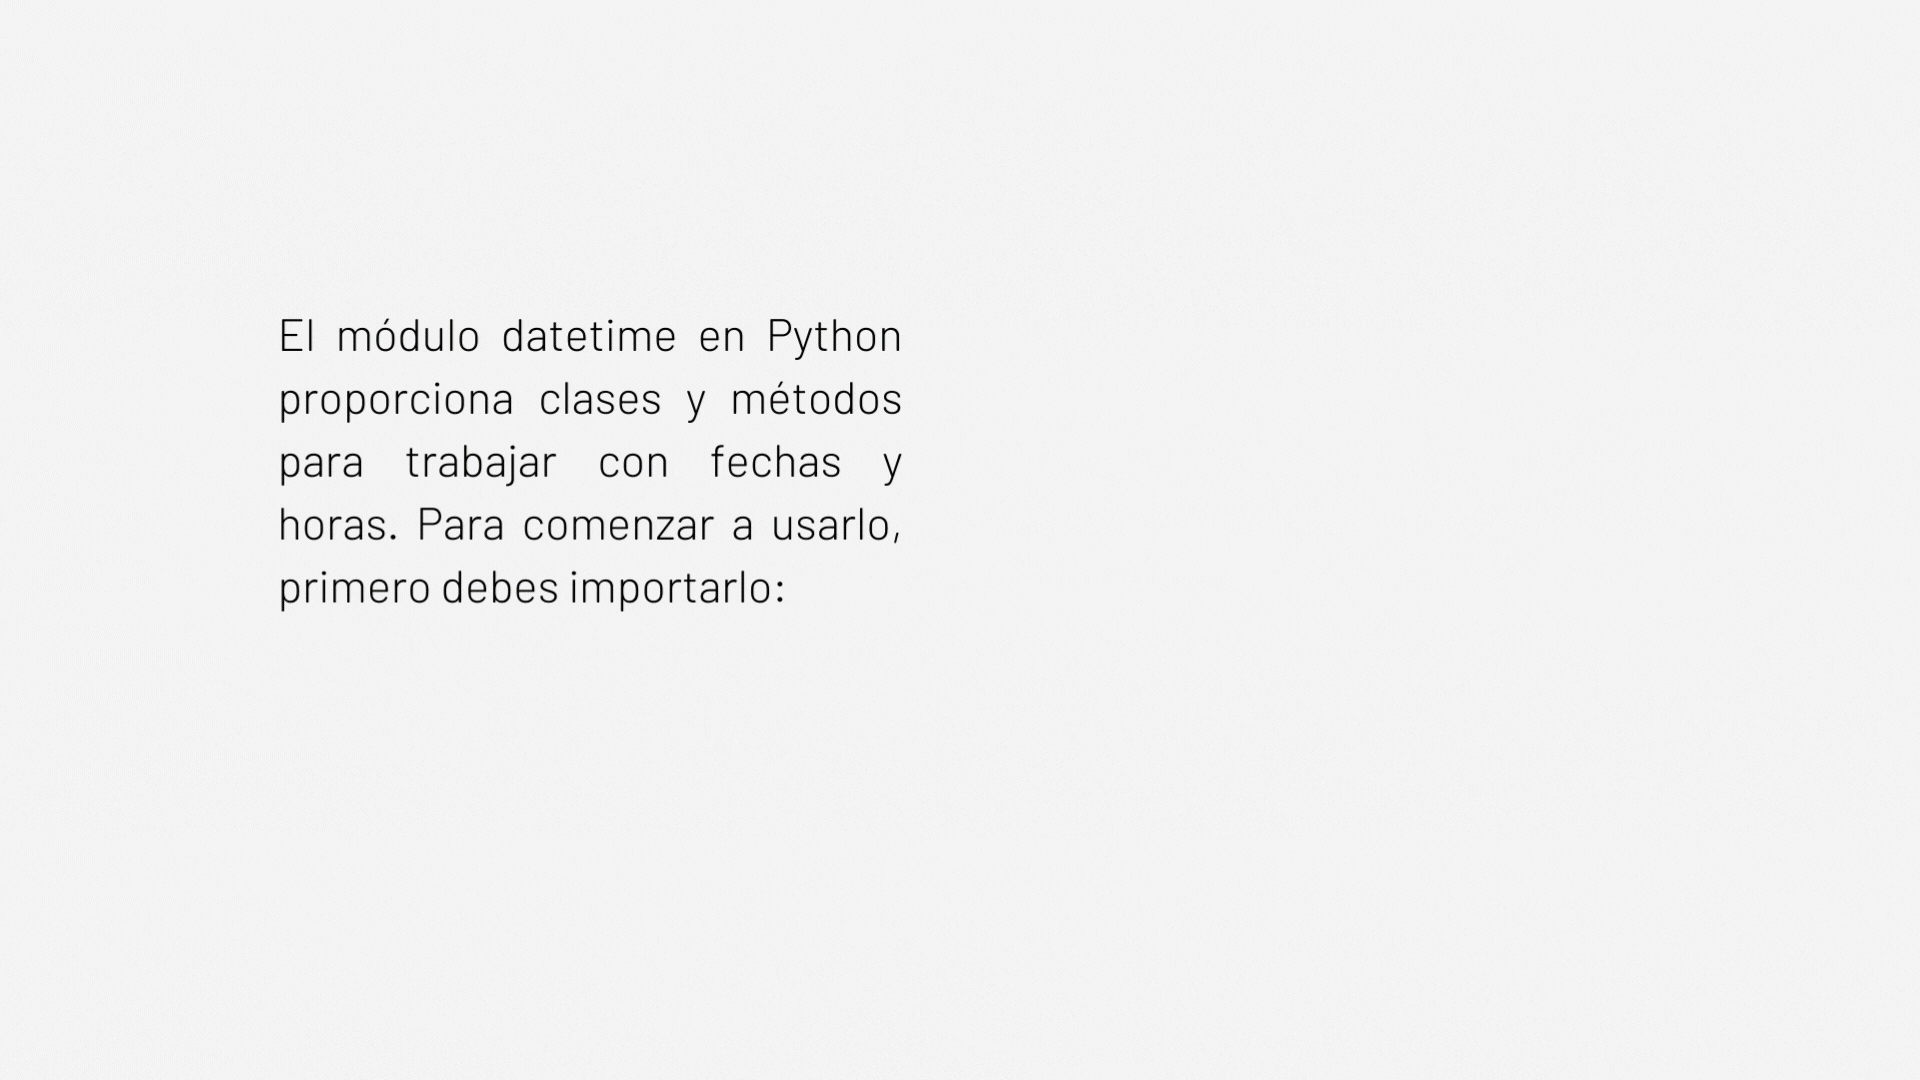 El módulo datetime en Python
proporciona clases y métodos
para trabajar con fechas y
horas. Para comenzar a usarlo,
primero debes importarlo: